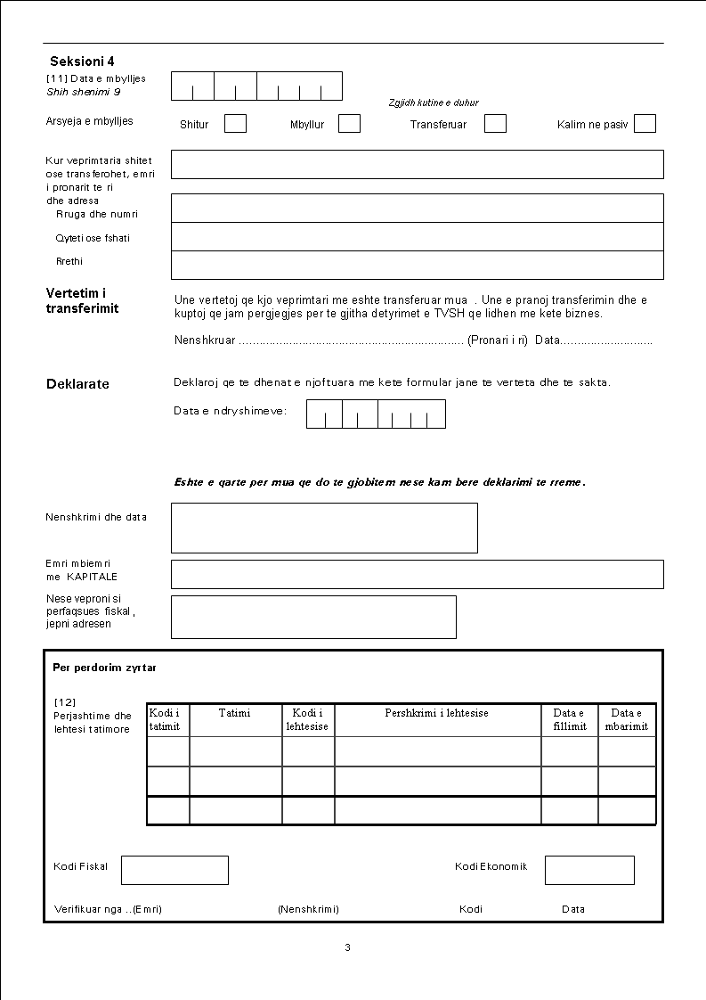 Seksioni 4
[11] Data e mbylljes
Shih shenimi 9
Zgjidh kutine e duhur
Arsyeja e mbylljes Shitur Mbyllur Transferuar Kalim ne pasiv
Kur veprimtaria shitet
ose transferohet, emri
i pronarit te ri
dhe adresa
Rruga dhe numri
Qyteti ose fshati
Rrethi
Vertetim i
transferimit
Une vertetoj qe kjo veprimtari me eshte transferuar mua . Une e pranoj transferimin dhe e
kuptoj qe jam pergjegjes per te gjitha detyrimet e TVSH qe lidhen me kete biznes.
Nenshkruar ............................................................... (Pronari i ri) Data..........................
Deklarate
Deklaroj qe te dhenat e njoftuara me kete formular jane te verteta dhe te sakta.
Data e ndryshimeve:
Eshte e qarte per mua qe do te gjobitem nese kam bere deklarimi te rreme.
Nenshkrimi dhe data
Emri mbiemri
me KAPITALE
Nese veproni si
perfaqsues fiskal,
jepni adresen
Per perdorim zyrtar
[12]
Perjashtime dhe
lehtesi tatimore
Kodi i
tatimit
Tatimi
Kodi i
lehtesise
Pershkrimi i lehtesise
Data e
fillimit
Data e
mbarimit
Kodi Fiskal Kodi Ekonomik
Verifikuar nga ..(Emri) (Nenshkrimi) Kodi Data
3